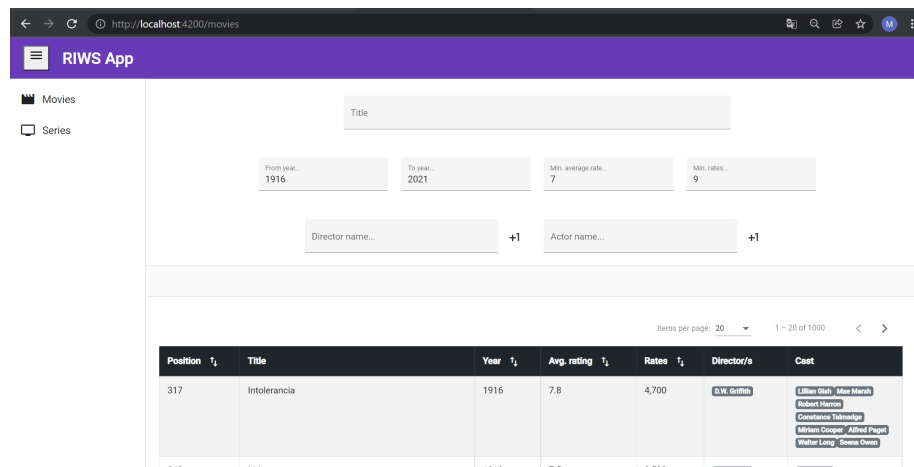 http://localhost:4200/movies
M
RIWS App
Movies
Series
Title
From year... To year... Min. average rate... Min. rates...
1916 2021 7 9
Director name... +1 Actor name... +1
Items per page: 20 1 – 20 of 1000
Position Title Year Avg. rating Rates Director/s Cast
317 Intolerancia 1916 7.8 4,700 D.W. Griffith Lillian Gish Mae Marsh
Robert Harron
Constance Talmadge
Miriam Cooper Alfred Paget
Walter Long Seena Owen